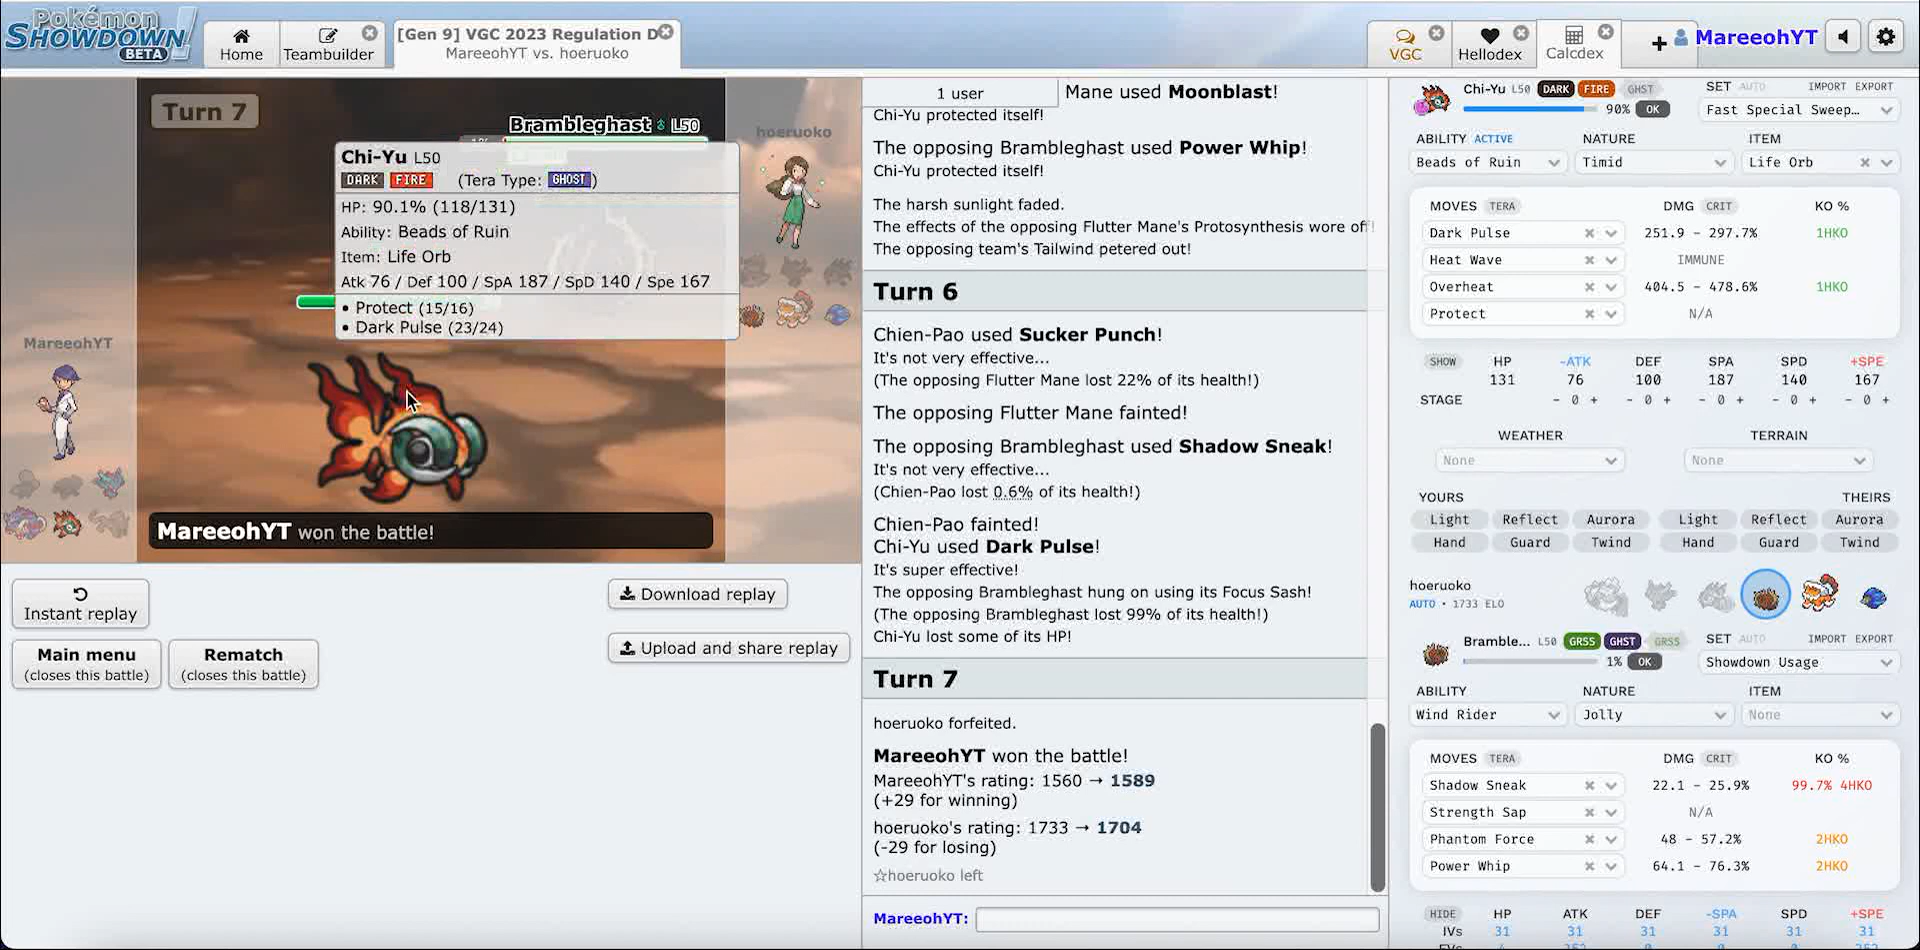 Pokémon
SHOWDOWN!
BETA
Home
Teambuilder
[Gen 9] VGC 2023 Regulation D
MareeohYT vs. hoeruoko
VGC
Hellodex
Calcdex
MareeohYT
Turn 7
Brambleghast L50
hoeruoko
Chi-Yu L50
DARK FIRE (Tera Type: GHOST)
HP: 90.1% (118/131)
Ability: Beads of Ruin
Item: Life Orb
Atk 76 / Def 100 / SpA 187 / SpD 140 / Spe 167
• Protect (15/16)
• Dark Pulse (23/24)
MareeohYT
MareeohYT won the battle!
Instant replay
Download replay
Main menu
(closes this battle)
Rematch
(closes this battle)
Upload and share replay
1 user
Mane used Moonblast!
Chi-Yu protected itself!
The opposing Brambleghast used Power Whip!
Chi-Yu protected itself!
The harsh sunlight faded.
The effects of the opposing Flutter Mane's Protosynthesis wore off!
The opposing team's Tailwind petered out!
Turn 6
Chien-Pao used Sucker Punch!
It's not very effective...
(The opposing Flutter Mane lost 22% of its health!)
The opposing Flutter Mane fainted!
The opposing Brambleghast used Shadow Sneak!
It's not very effective...
(Chien-Pao lost 0.6% of its health!)
Chien-Pao fainted!
Chi-Yu used Dark Pulse!
It's super effective!
The opposing Brambleghast hung on using its Focus Sash!
(The opposing Brambleghast lost 99% of its health!)
Chi-Yu lost some of its HP!
Turn 7
hoeruoko forfeited.
MareeohYT won the battle!
MareeohYT's rating: 1560 → 1589
(+29 for winning)
hoeruoko's rating: 1733 → 1704
(-29 for losing)
☆hoeruoko left
MareeohYT:
Chi-Yu L50 DARK FIRE GHST
90% OK
SET AUTO IMPORT EXPORT
Fast Special Sweep...
ABILITY ACTIVE NATURE ITEM
Beads of Ruin Timid Life Orb
MOVES TERA DMG CRIT KO %
Dark Pulse 251.9 - 297.7% 1HKO
Heat Wave IMMUNE
Overheat 404.5 - 478.6% 1HKO
Protect N/A
SHOW HP -ATK DEF SPA SPD +SPE
131 76 100 187 140 167
STAGE - 0 + - 0 + - 0 + - 0 + - 0 +
WEATHER TERRAIN
None None
YOURS THEIRS
Light Reflect Aurora Light Reflect Aurora
Hand Guard Twind Hand Guard Twind
hoeruoko
AUTO • 1733 ELO
Bramble... L50 GRSS GHST GRSS
1% OK
SET AUTO IMPORT EXPORT
Showdown Usage
ABILITY NATURE ITEM
Wind Rider Jolly None
MOVES TERA DMG CRIT KO %
Shadow Sneak 22.1 - 25.9% 99.7% 4HKO
Strength Sap N/A
Phantom Force 48 - 57.2% 2HKO
Power Whip 64.1 - 76.3% 2HKO
HIDE HP ATK DEF -SPA SPD +SPE
IVs 31 31 31 31 31 31